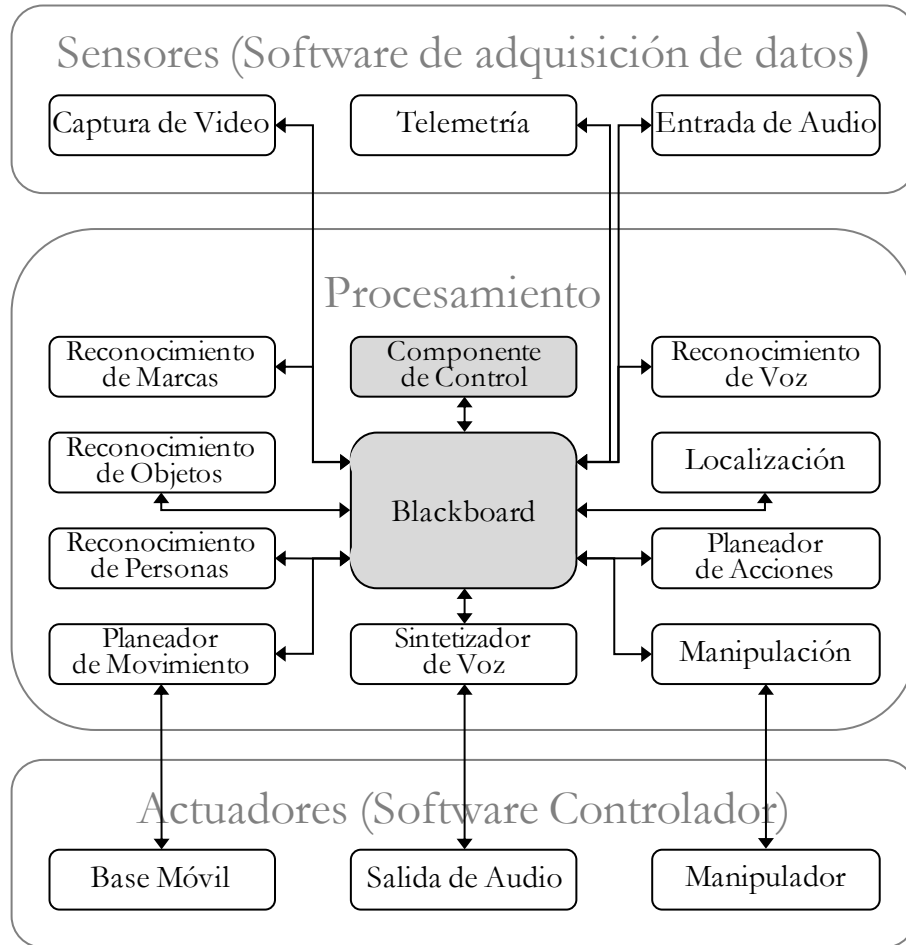 Sensores (Software de adquisición de datos)
Captura de Video
Telemetría
Entrada de Audio
Procesamiento
Reconocimiento
de Marcas
Componente
de Control
Reconocimiento
de Voz
Reconocimiento
de Objetos
Localización
Blackboard
Reconocimiento
de Personas
Planeador
de Acciones
Planeador
de Movimiento
Sintetizador
de Voz
Manipulación
Actuadores (Software Controlador)
Base Móvil
Salida de Audio
Manipulador